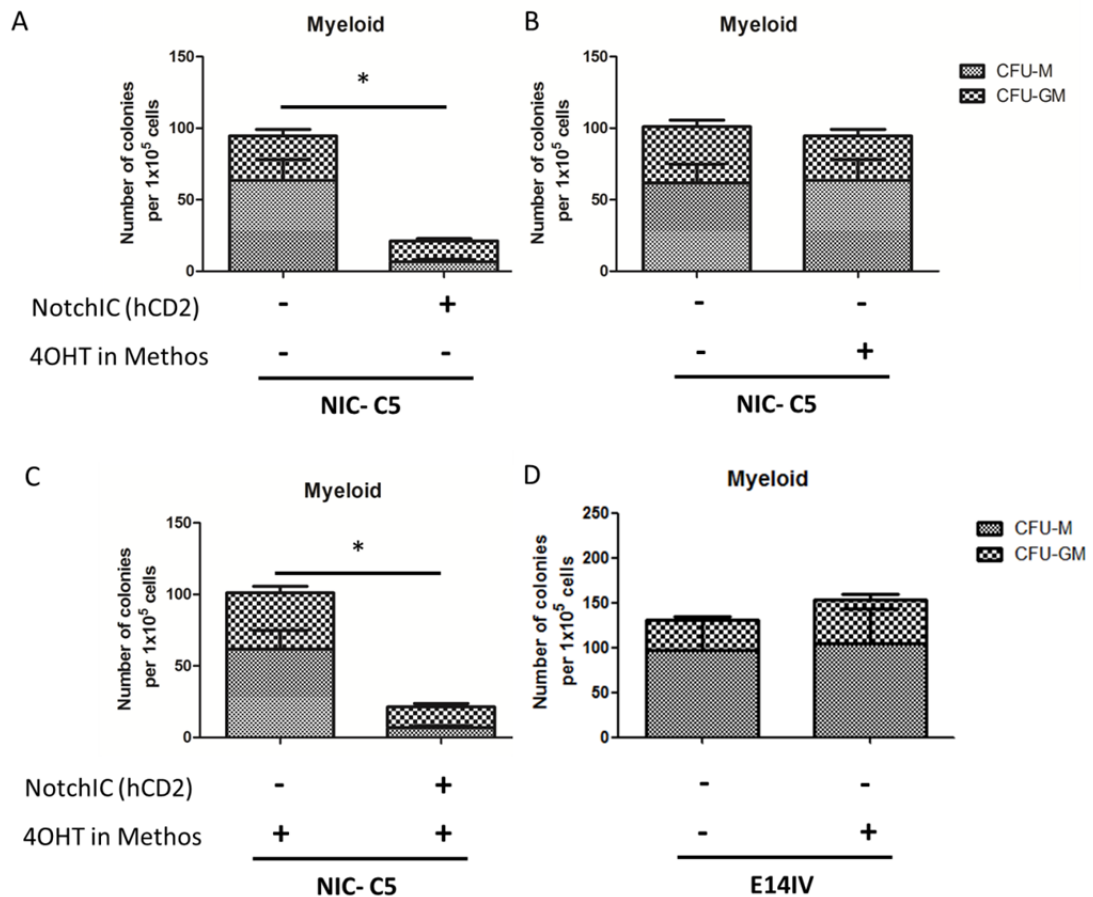 A
Myeloid
Number of colonies
per 1x10⁵ cells
150
100
50
0
*
NotchIC (hCD2) - +
4OHT in Methos - -
NIC- C5
B
Myeloid
Number of colonies
per 1x10⁵ cells
150
100
50
0
CFU-M
CFU-GM
- -
- +
NIC- C5
C
Myeloid
Number of colonies
per 1x10⁵ cells
150
100
50
0
*
NotchIC (hCD2) - +
4OHT in Methos + +
NIC- C5
D
Myeloid
Number of colonies
per 1x10⁵ cells
250
200
150
100
50
0
CFU-M
CFU-GM
- -
- +
E14IV